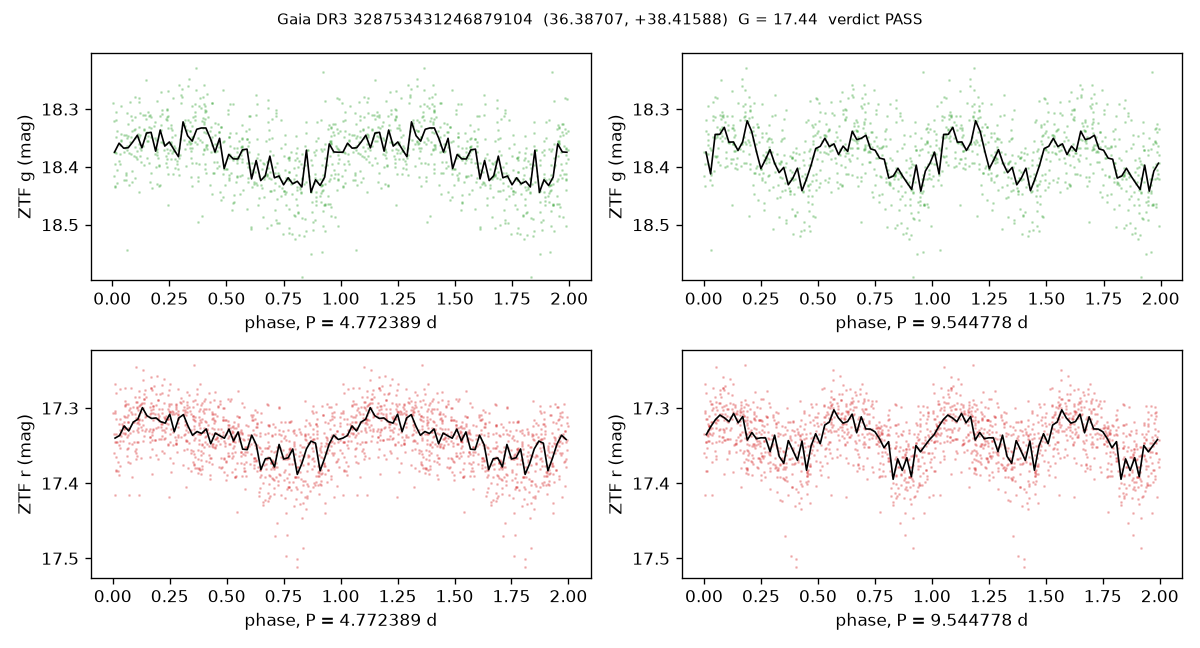 Gaia DR3 328753431246879104  (36.38707, +38.41588)  G = 17.44  verdict PASS
ZTF g (mag)
18.3
18.4
18.5
0.00 0.25 0.50 0.75 1.00 1.25 1.50 1.75 2.00
phase, P = 4.772389 d
ZTF g (mag)
18.3
18.4
18.5
0.00 0.25 0.50 0.75 1.00 1.25 1.50 1.75 2.00
phase, P = 9.544778 d
ZTF r (mag)
17.3
17.4
17.5
0.00 0.25 0.50 0.75 1.00 1.25 1.50 1.75 2.00
phase, P = 4.772389 d
ZTF r (mag)
17.3
17.4
17.5
0.00 0.25 0.50 0.75 1.00 1.25 1.50 1.75 2.00
phase, P = 9.544778 d